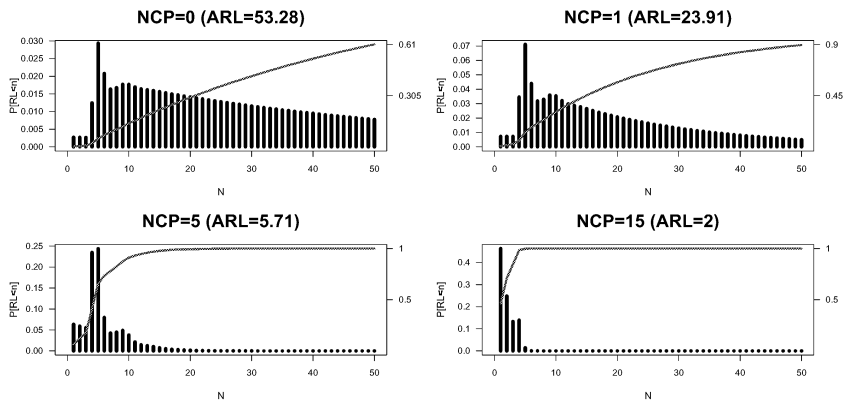 NCP=0 (ARL=53.28)
0.030
0.025
0.020
0.015
0.010
0.005
0.000
P[RL<n]
0.61
0.305
0 10 20 30 40 50
N
NCP=1 (ARL=23.91)
0.07
0.06
0.05
0.04
0.03
0.02
0.01
0.00
P[RL<n]
0.9
0.45
0 10 20 30 40 50
N
NCP=5 (ARL=5.71)
0.25
0.20
0.15
0.10
0.05
0.00
P[RL<n]
1
0.5
0 10 20 30 40 50
N
NCP=15 (ARL=2)
0.4
0.3
0.2
0.1
0.0
P[RL<n]
1
0.5
0 10 20 30 40 50
N